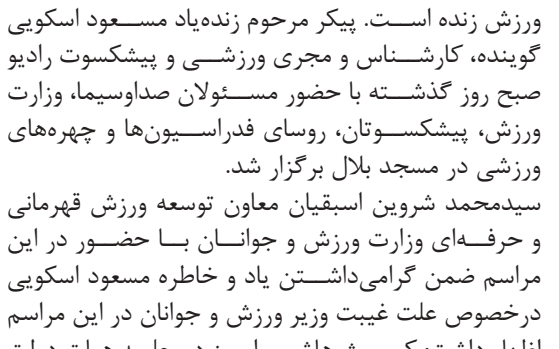 ورزش زنده است. پیکر مرحوم زنده‌یاد مسعود اسکویی
گوینده، کارشناس و مجری ورزشی و پیشکسوت رادیو
صبح روز گذشته با حضور مسئولان صداوسیما، وزارت
ورزش، پیشکسوتان، روسای فدراسیون‌ها و چهره‌های
ورزشی در مسجد بلال برگزار شد.
سیدمحمد شروین اسبقیان معاون توسعه ورزش قهرمانی
و حرفه‌ای وزارت ورزش و جوانان با حضور در این
مراسم ضمن گرامی‌داشتن یاد و خاطره مسعود اسکویی
درخصوص علت غیبت وزیر ورزش و جوانان در این مراسم